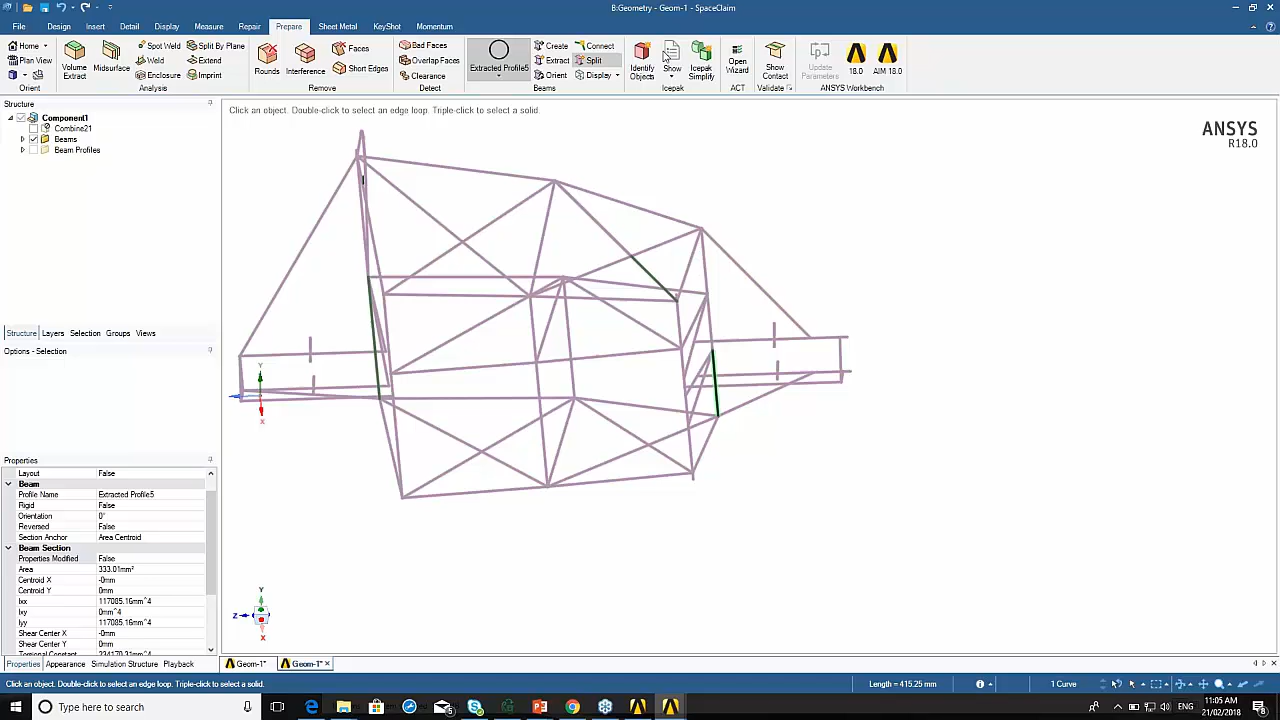 B:Geometry - Geom-1 - SpaceClaim
File Design Insert Detail Display Measure Repair Prepare Sheet Metal KeyShot Momentum
Home
Plan View
Orient
Volume Extract
Midsurface
Spot Weld
Weld
Enclosure
Split By Plane
Extend
Imprint
Analysis
Rounds
Interference
Faces
Short Edges
Remove
Bad Faces
Overlap Faces
Clearance
Detect
Extracted Profile5
Create
Extract
Orient
Connect
Split
Display
Beams
Identify Objects
Show
Icepak Simplify
Icepak
Open Wizard
ACT
Show Contact
Validate
Update Parameters
18.0
AIM 18.0
ANSYS Workbench
Structure
Component1
Combine21
Beams
Beam Profiles
Click an object. Double-click to select an edge loop. Triple-click to select a solid.
ANSYS
R18.0
Structure Layers Selection Groups Views
Options - Selection
Properties
Layout False
Beam
Profile Name Extracted Profile5
Rigid False
Orientation 0°
Reversed False
Section Anchor Area Centroid
Beam Section
Properties Modified False
Area 333.01mm²
Centroid X -0mm
Centroid Y 0mm
Ixx 117085.16mm^4
Ixy 0mm^4
Iyy 117085.16mm^4
Shear Center X -0mm
Shear Center Y 0mm
Torsional Constant 234170.31mm^4
Y
X
Y
Z
X
Properties Appearance Simulation Structure Playback
Geom-1* Geom-1*
Click an object. Double-click to select an edge loop. Triple-click to select a solid.
Length = 415.25 mm
1 Curve
Type here to search
ENG
11:05 AM
21/02/2018